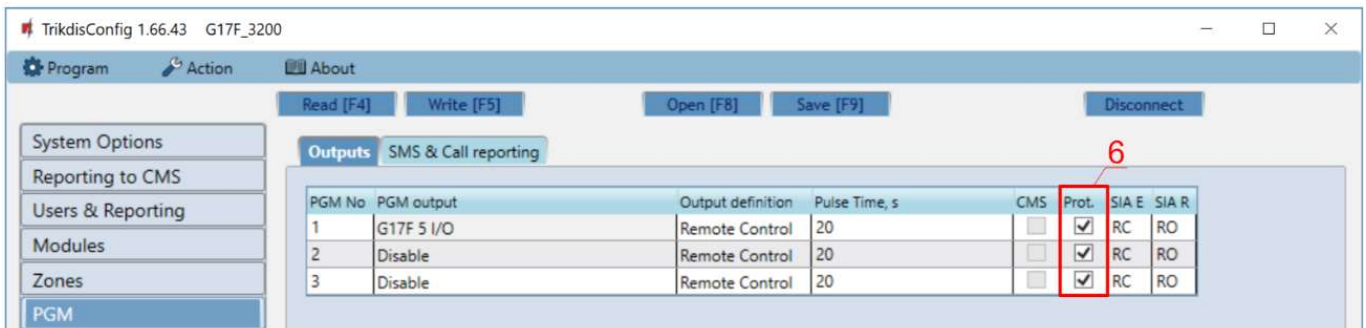 TrikdisConfig 1.66.43 G17F_3200
Program Action About
Read [F4] Write [F5] Open [F8] Save [F9] Disconnect
System Options
Reporting to CMS
Users & Reporting
Modules
Zones
PGM
Outputs SMS & Call reporting
6
PGM No PGM output Output definition Pulse Time, s CMS Prot. SIA E SIA R
1 G17F 5 I/O Remote Control 20 RC RO
2 Disable Remote Control 20 RC RO
3 Disable Remote Control 20 RC RO